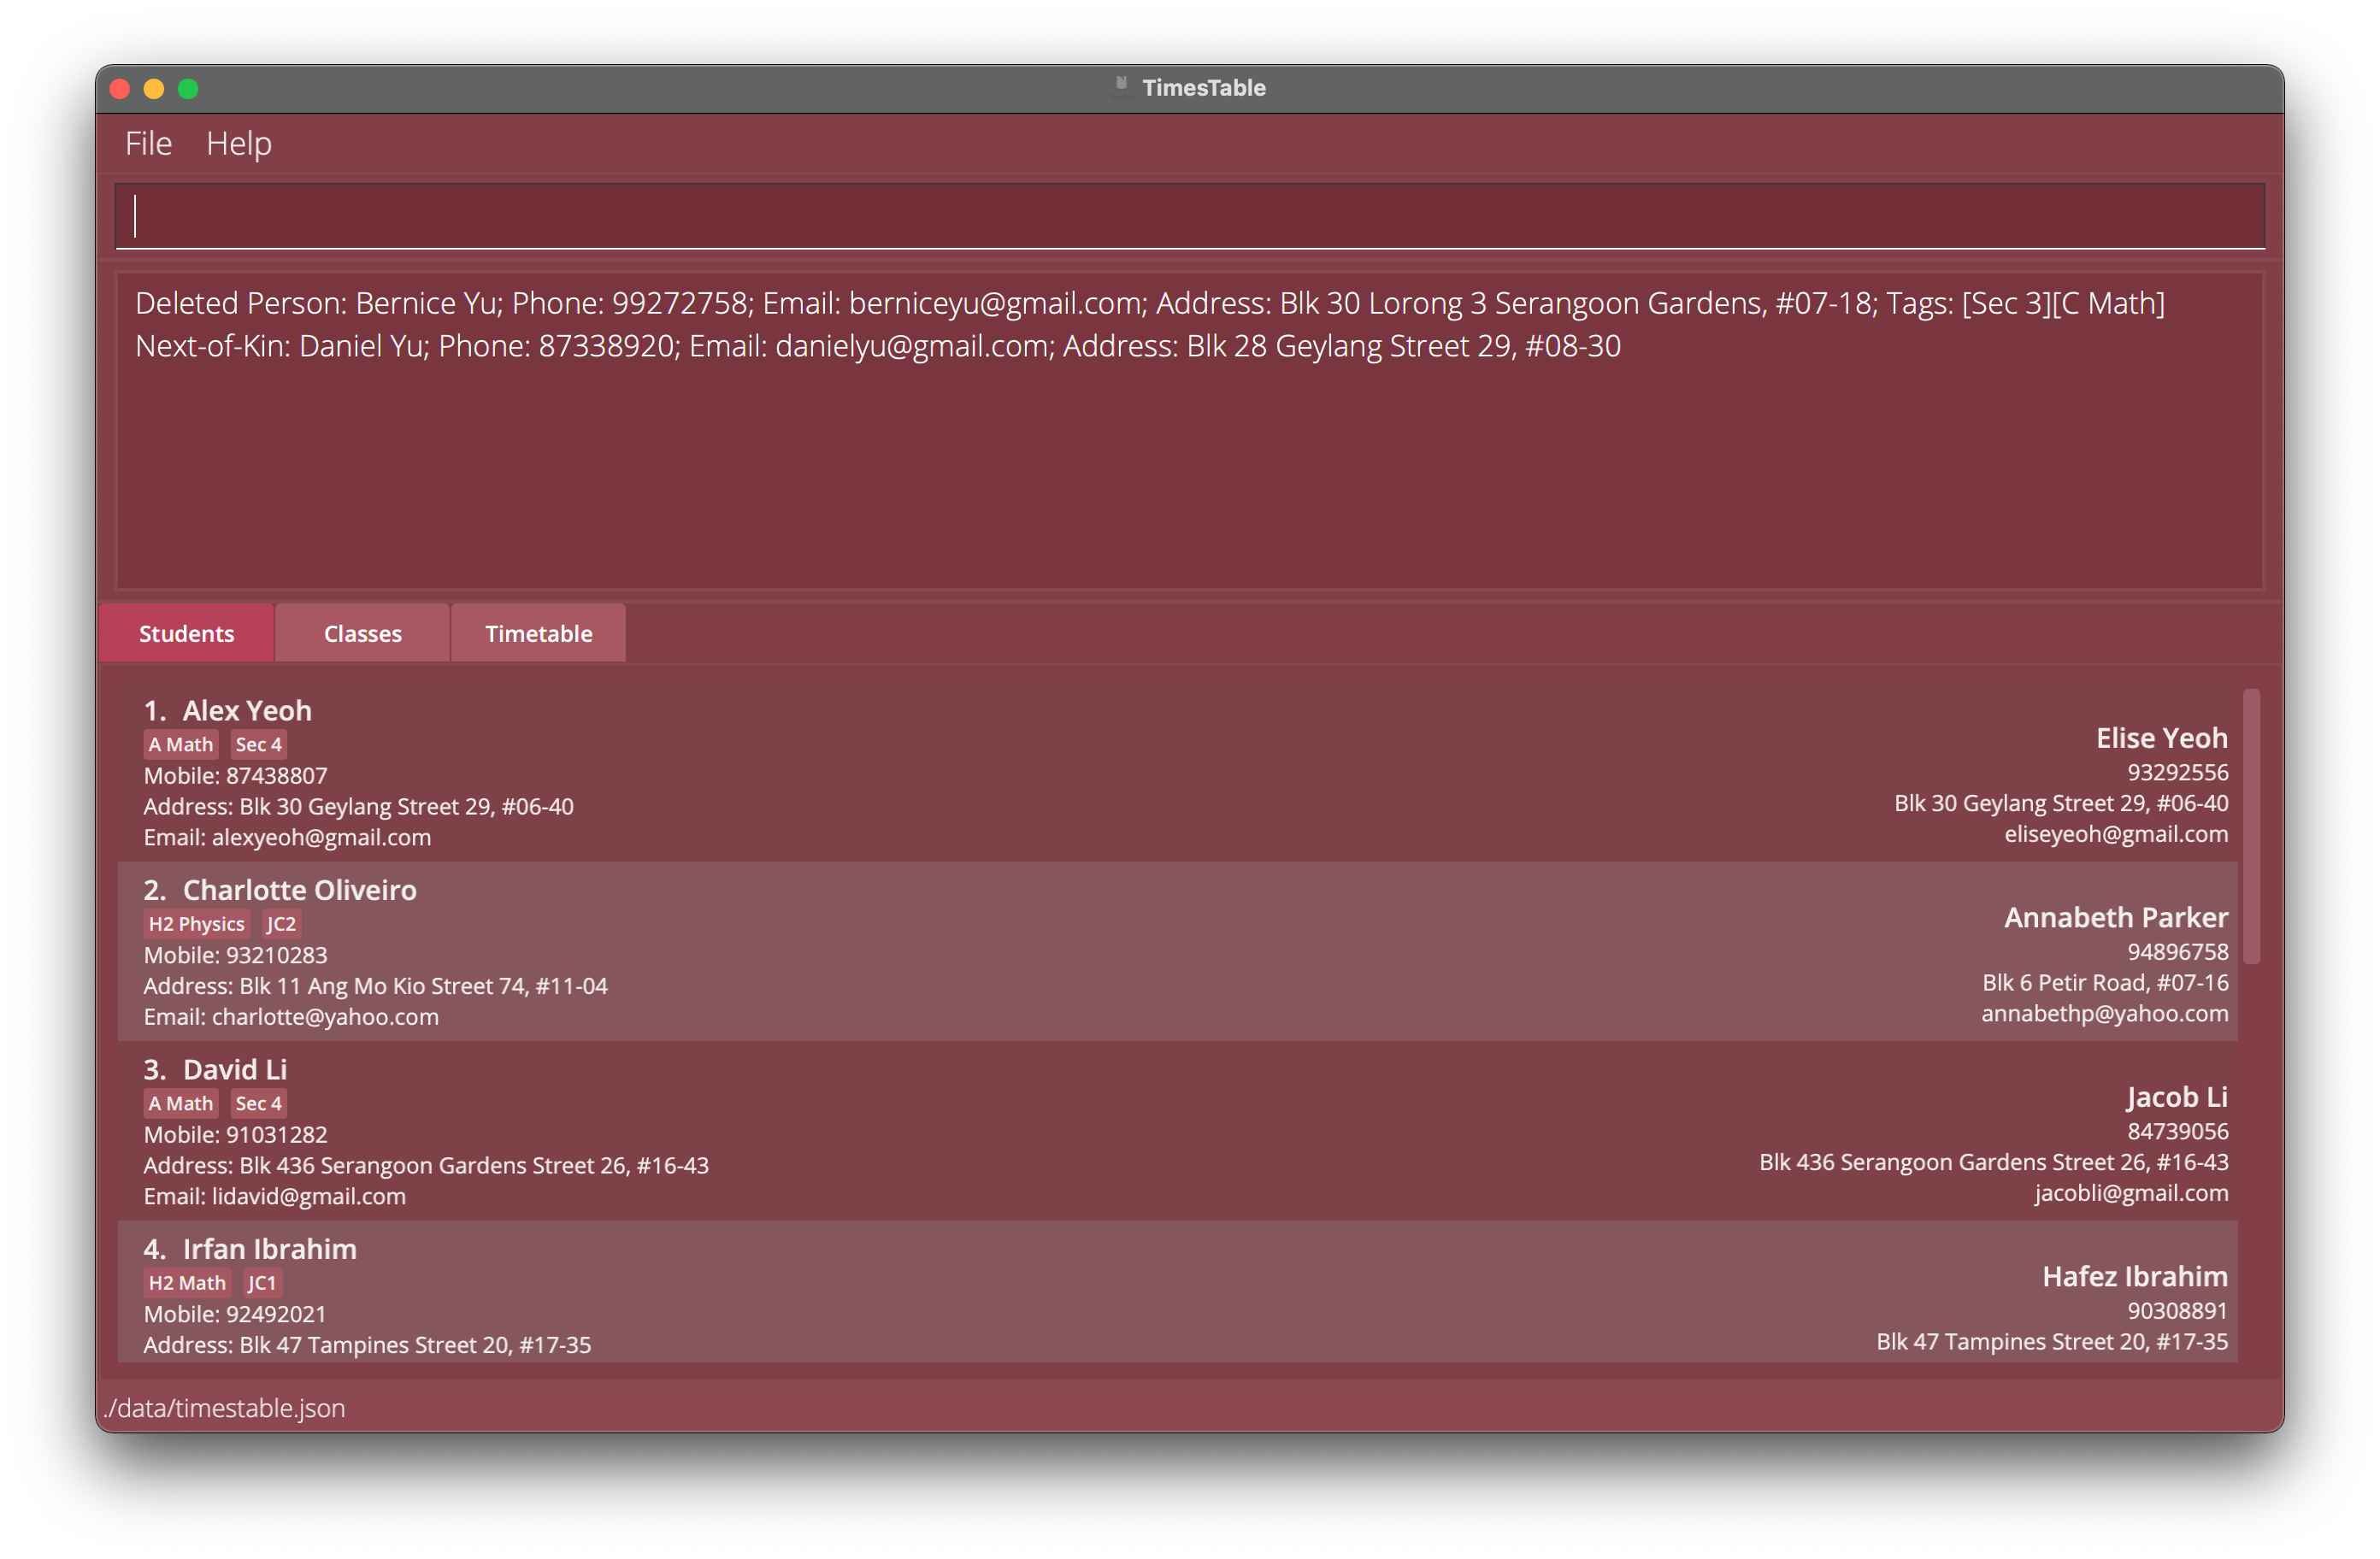 TimesTable
File Help
Deleted Person: Bernice Yu; Phone: 99272758; Email: berniceyu@gmail.com; Address: Blk 30 Lorong 3 Serangoon Gardens, #07-18; Tags: [Sec 3][C Math]
Next-of-Kin: Daniel Yu; Phone: 87338920; Email: danielyu@gmail.com; Address: Blk 28 Geylang Street 29, #08-30
Students Classes Timetable
1. Alex Yeoh
A Math Sec 4
Mobile: 87438807
Address: Blk 30 Geylang Street 29, #06-40
Email: alexyeoh@gmail.com
Elise Yeoh
93292556
Blk 30 Geylang Street 29, #06-40
eliseyeoh@gmail.com
2. Charlotte Oliveiro
H2 Physics JC2
Mobile: 93210283
Address: Blk 11 Ang Mo Kio Street 74, #11-04
Email: charlotte@yahoo.com
Annabeth Parker
94896758
Blk 6 Petir Road, #07-16
annabethp@yahoo.com
3. David Li
A Math Sec 4
Mobile: 91031282
Address: Blk 436 Serangoon Gardens Street 26, #16-43
Email: lidavid@gmail.com
Jacob Li
84739056
Blk 436 Serangoon Gardens Street 26, #16-43
jacobli@gmail.com
4. Irfan Ibrahim
H2 Math JC1
Mobile: 92492021
Address: Blk 47 Tampines Street 20, #17-35
Hafez Ibrahim
90308891
Blk 47 Tampines Street 20, #17-35
./data/timestable.json